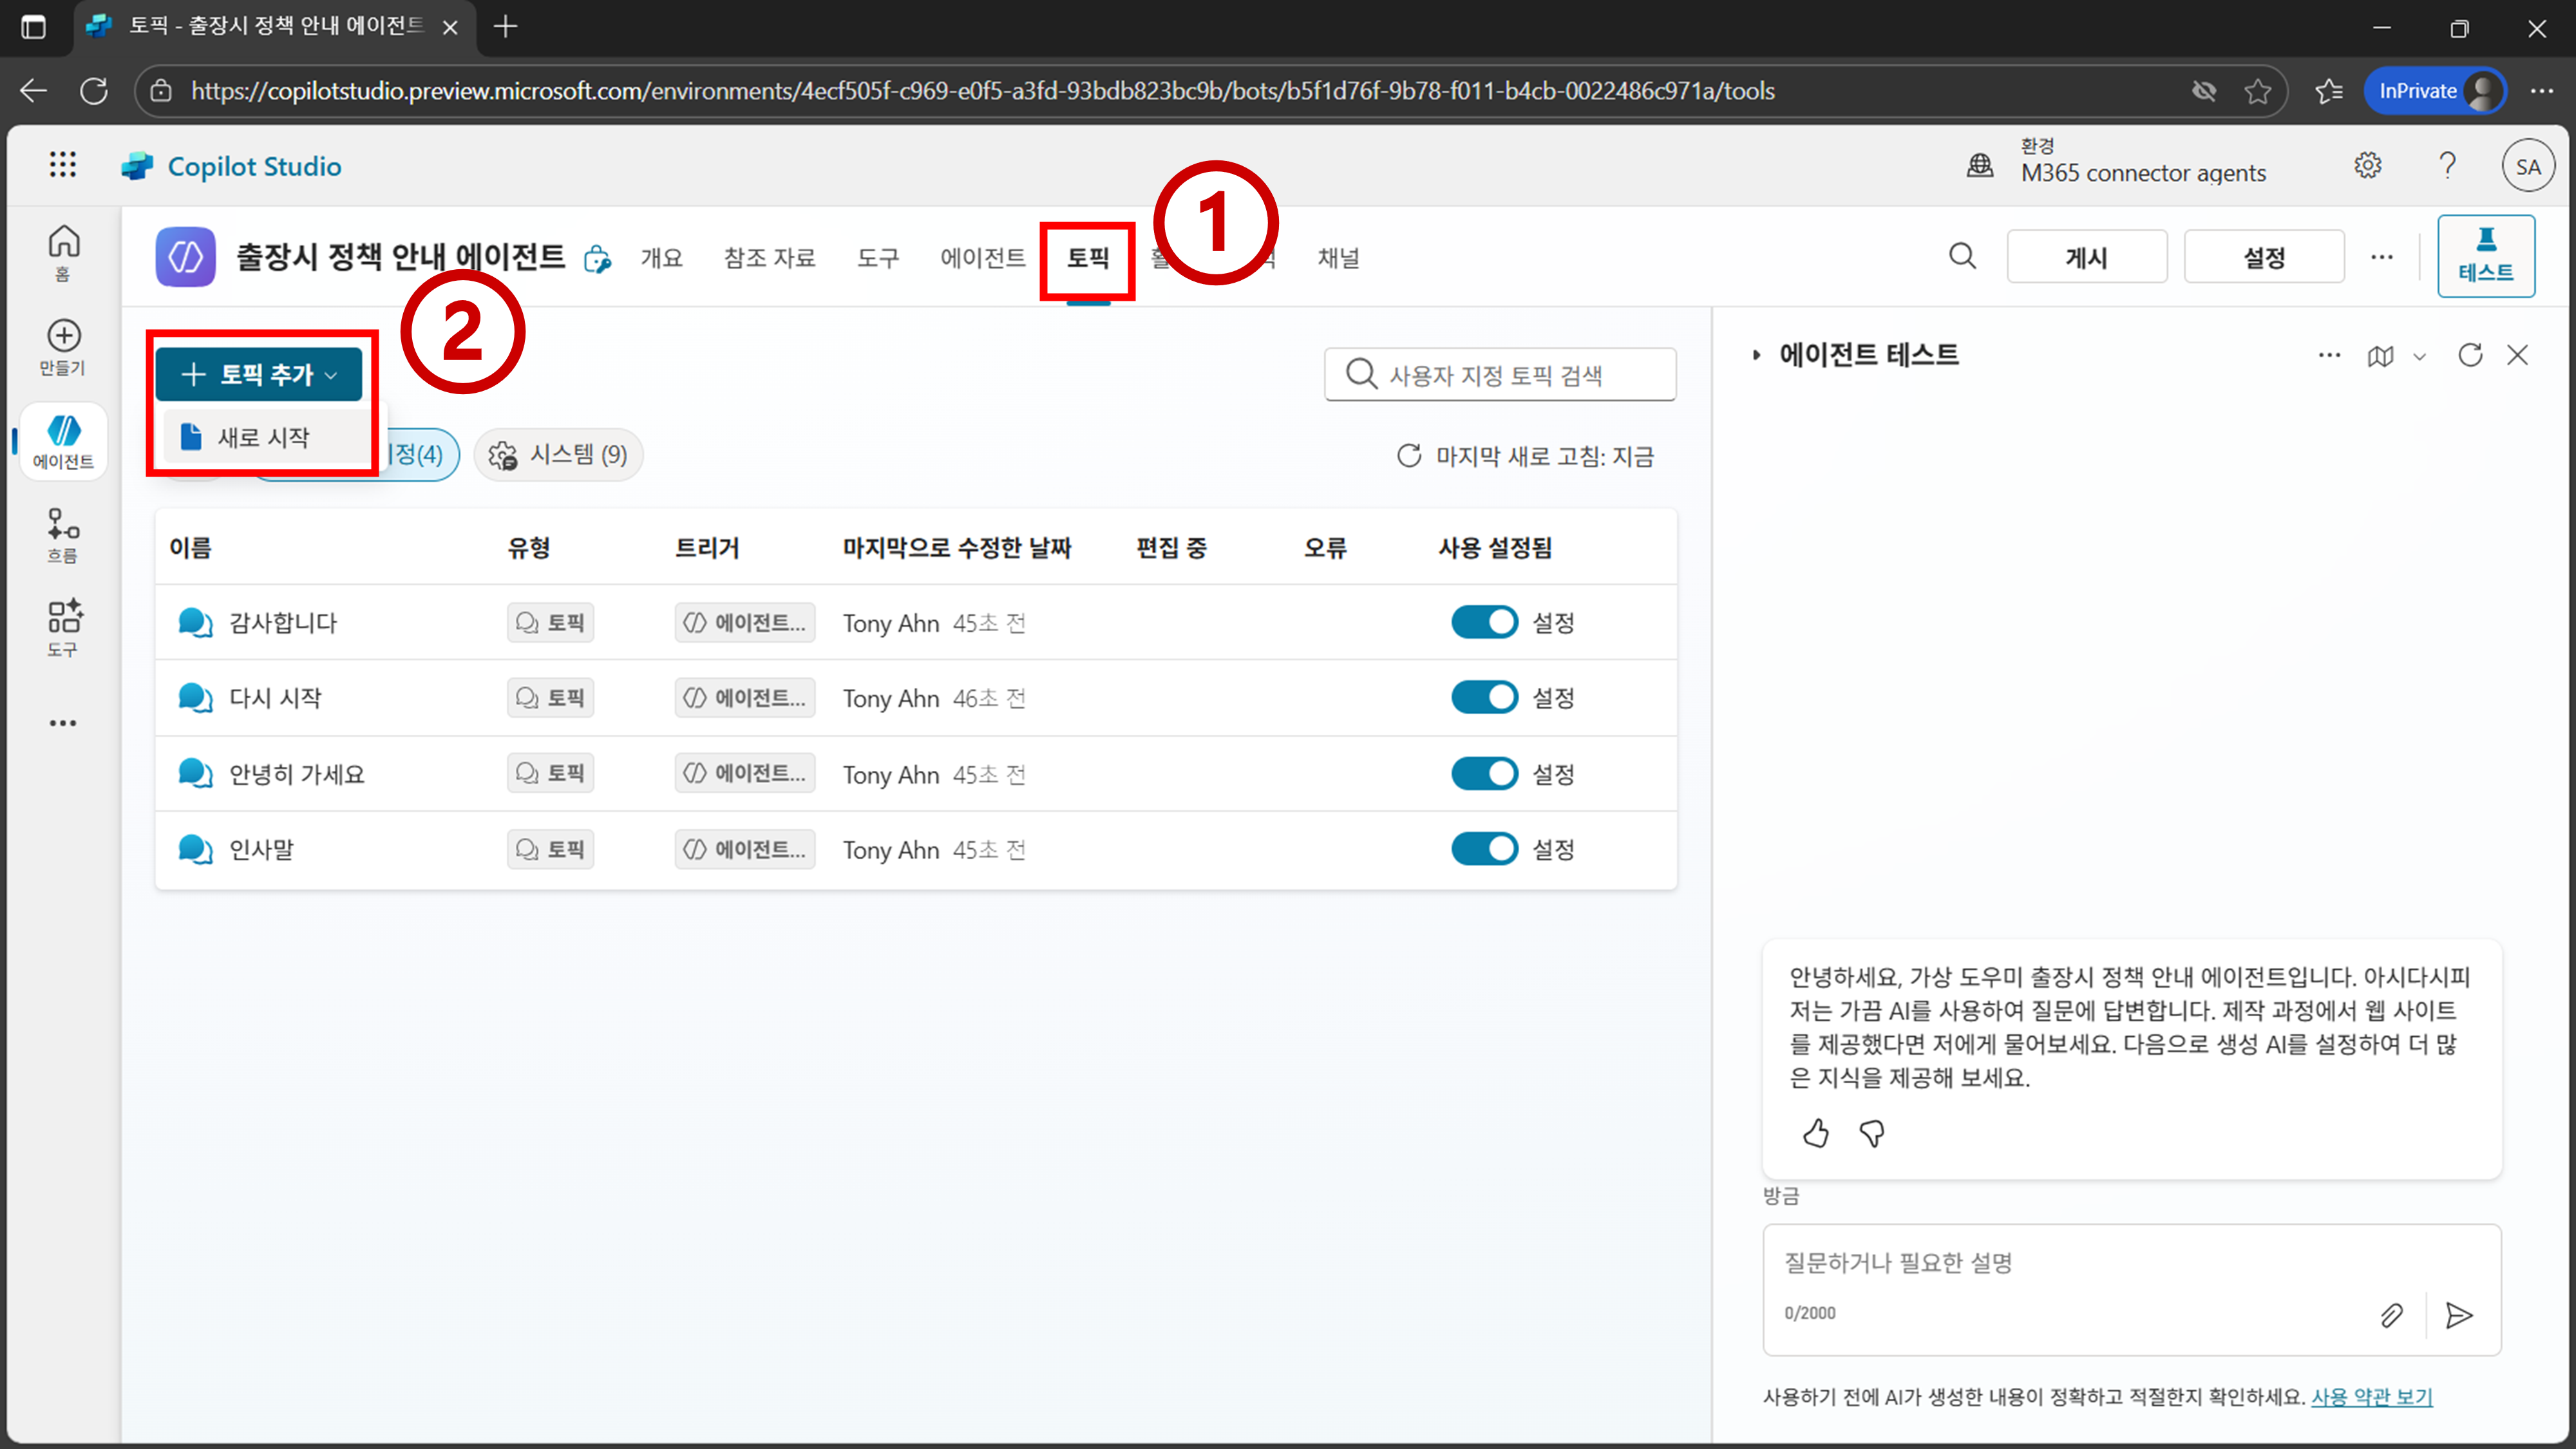 토픽 - 출장시 정책 안내 에이전트
https://copilotstudio.preview.microsoft.com/environments/4ecf505f-c969-e0f5-a3fd-93bdb823bc9b/bots/b5f1d76f-9b78-f011-b4cb-0022486c971a/tools
InPrivate
Copilot Studio
환경
M365 connector agents
SA
홈
만들기
에이전트
흐름
도구
출장시 정책 안내 에이전트
개요
참조 자료
도구
에이전트
토픽
채널
게시
설정
테스트
1
2
토픽 추가
새로 시작
정(4)
시스템 (9)
사용자 지정 토픽 검색
마지막 새로 고침: 지금
이름 유형 트리거 마지막으로 수정한 날짜 편집 중 오류 사용 설정됨
감사합니다 토픽 에이전트... Tony Ahn 45초 전 설정
다시 시작 토픽 에이전트... Tony Ahn 46초 전 설정
안녕히 가세요 토픽 에이전트... Tony Ahn 45초 전 설정
인사말 토픽 에이전트... Tony Ahn 45초 전 설정
에이전트 테스트
안녕하세요, 가상 도우미 출장시 정책 안내 에이전트입니다. 아시다시피
저는 가끔 AI를 사용하여 질문에 답변합니다. 제작 과정에서 웹 사이트
를 제공했다면 저에게 물어보세요. 다음으로 생성 AI를 설정하여 더 많
은 지식을 제공해 보세요.
방금
질문하거나 필요한 설명
0/2000
사용하기 전에 AI가 생성한 내용이 정확하고 적절한지 확인하세요. 사용 약관 보기